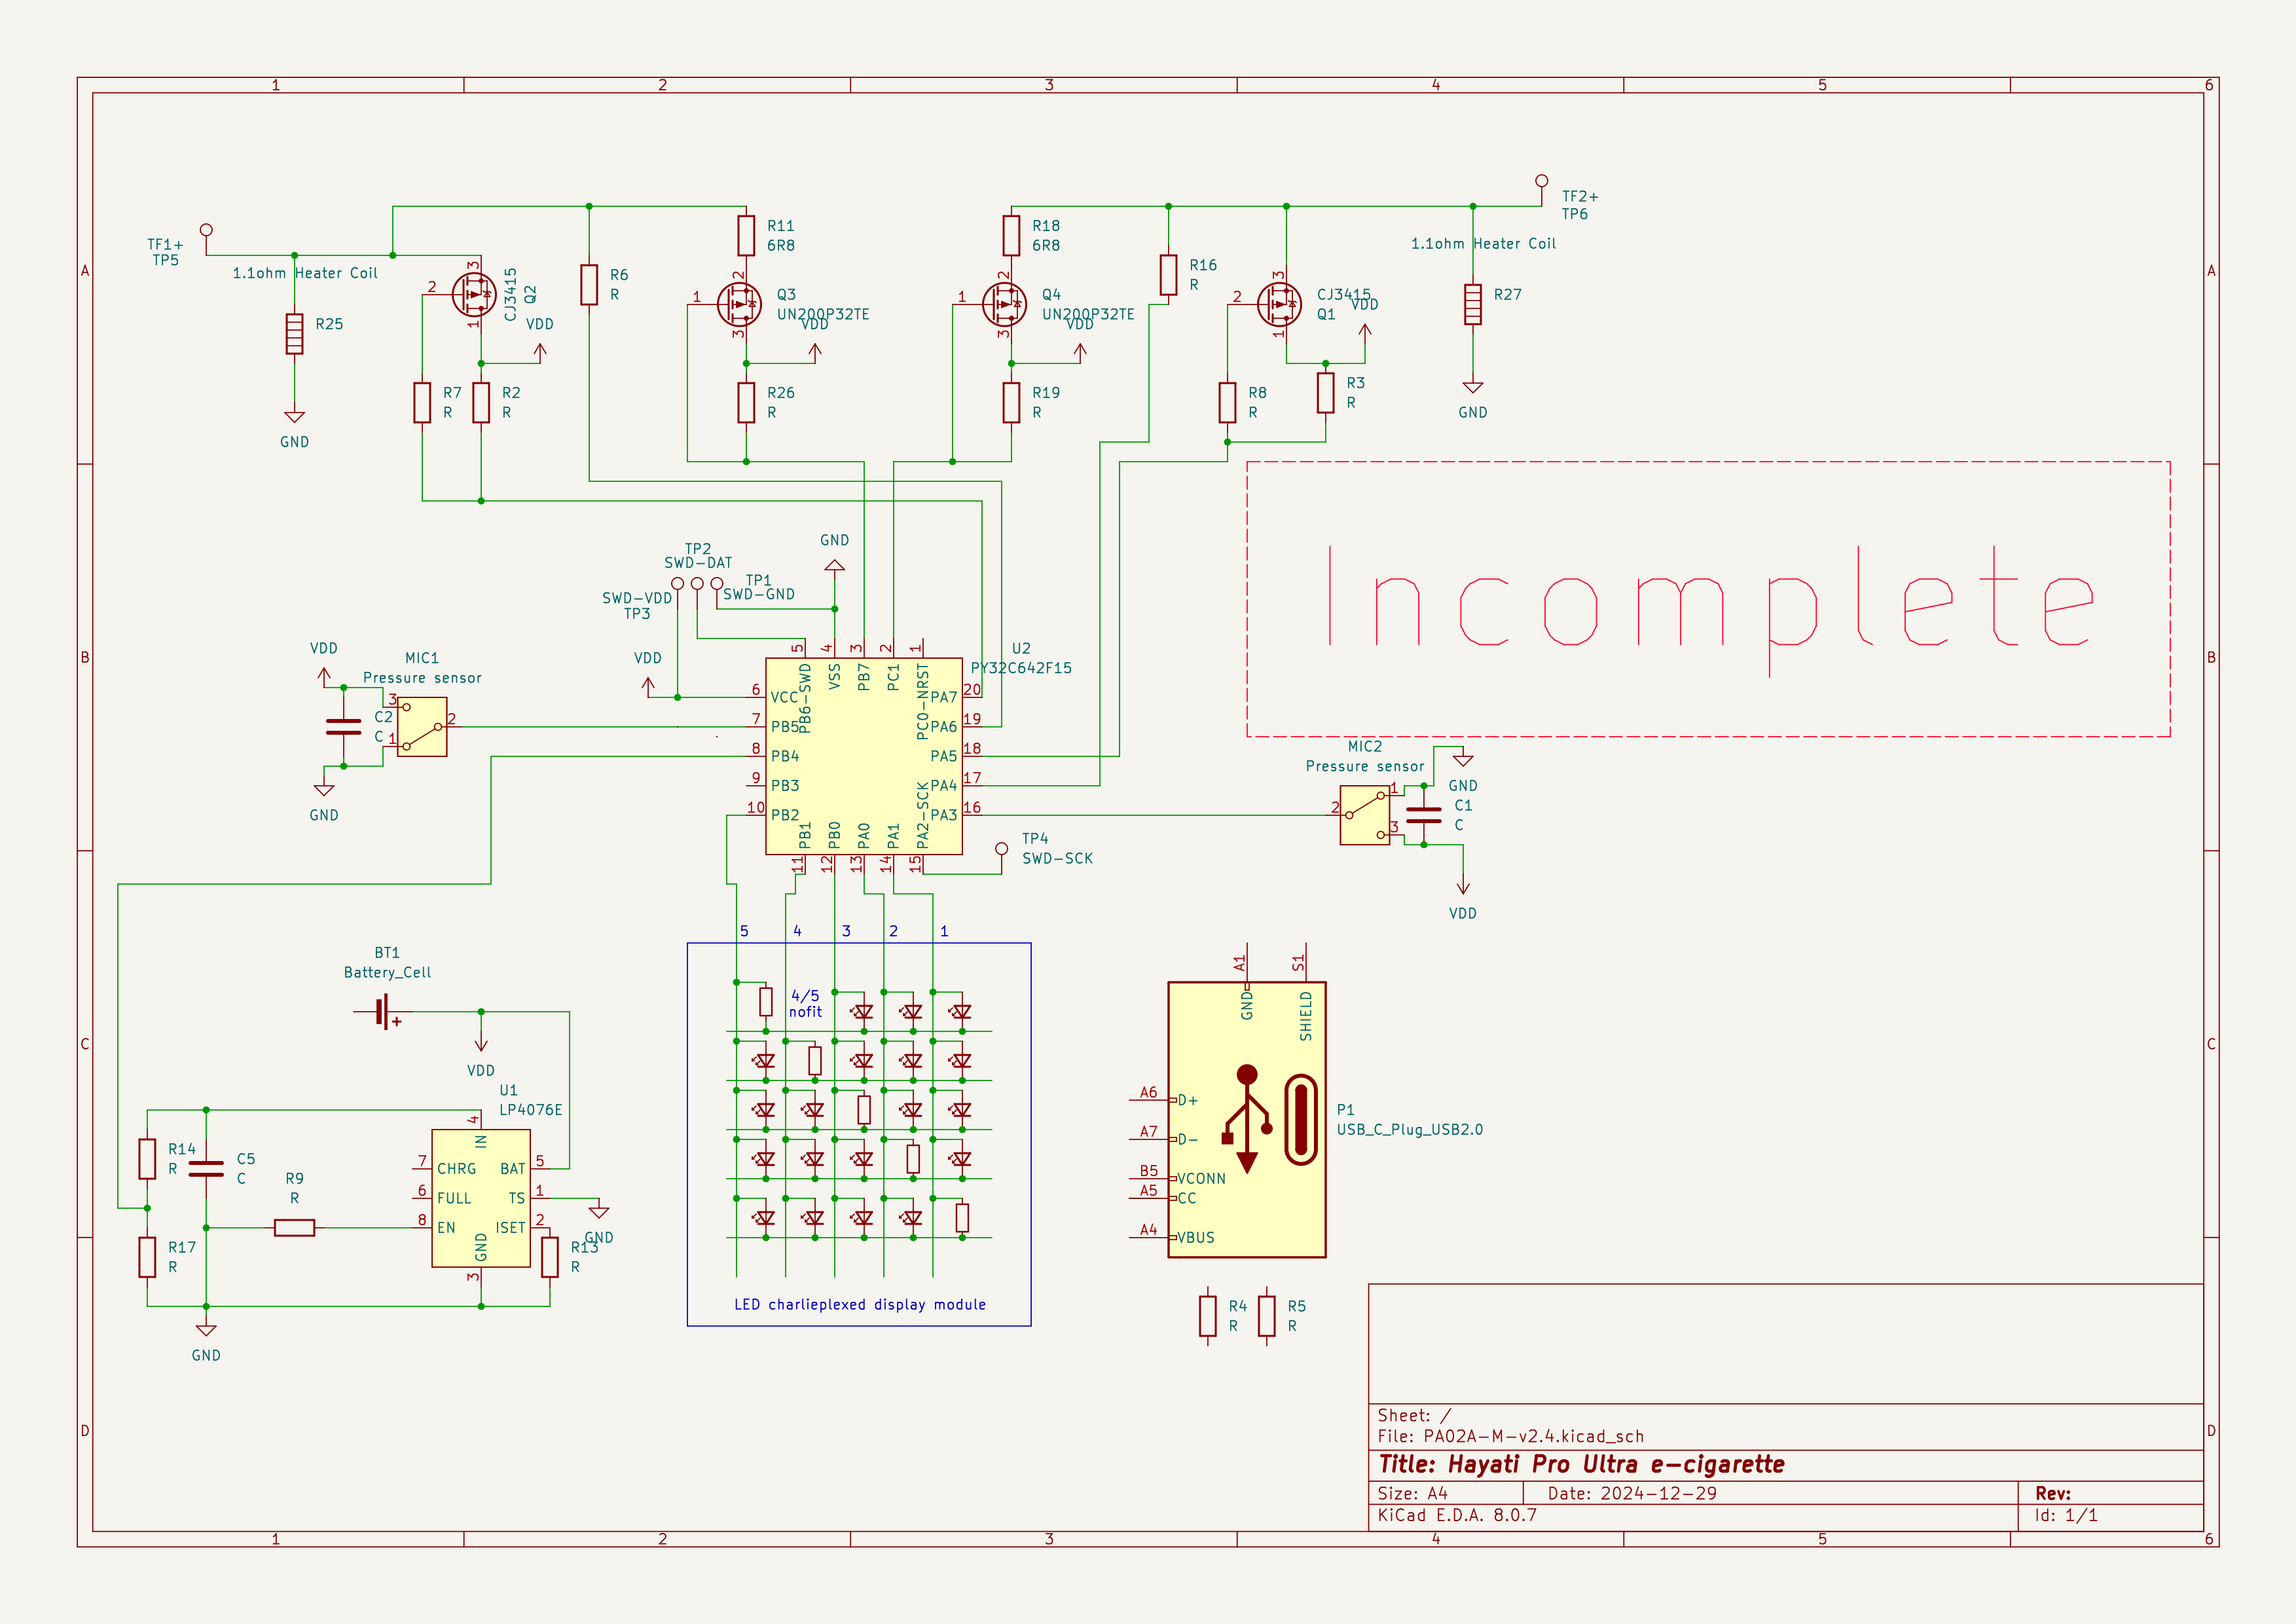 1 2 3 4 5 6
A
B
C
D
A
B
C
D
TF1+
TP5
1.1ohm Heater Coil
R25
GND
2
3
1
CJ3415
Q2
VDD
R7
R
R2
R
R6
R
R11
6R8
1
2
3
Q3
UN200P32TE
VDD
R26
R
R18
6R8
1
2
3
Q4
UN200P32TE
VDD
R19
R
R16
R
2
3
1
CJ3415
Q1
VDD
R8
R
R3
R
TF2+
TP6
1.1ohm Heater Coil
R27
GND
Incomplete
TP2
SWD-DAT
TP1
SWD-GND
SWD-VDD
TP3
GND
VDD
U2
PY32C642F15
5 4 3 2 1
PB6-SWD
VSS
PB7
PC1
PC0-NRST
6 VCC
7 PB5
8 PB4
9 PB3
10 PB2
PA7 20
PA6 19
PA5 18
PA4 17
PA3 16
PB1
PB0
PA0
PA1
PA2-SCK
11 12 13 14 15
TP4
SWD-SCK
VDD
MIC1
Pressure sensor
C2
C
3
1
2
GND
MIC2
Pressure sensor
2
1
3
GND
C1
C
VDD
BT1
Battery_Cell
VDD
U1
LP4076E
4
IN
7 CHRG
6 FULL
8 EN
BAT 5
TS 1
ISET 2
GND
3
R14
R
C5
C
R9
R
R17
R
GND
R13
R
GND
5 4 3 2 1
4/5
nofit
LED charlieplexed display module
A1
S1
GND
SHIELD
A6 D+
A7 D-
B5 VCONN
A5 CC
A4 VBUS
P1
USB_C_Plug_USB2.0
R4
R
R5
R
Sheet: /
File: PA02A-M-v2.4.kicad_sch
Title: Hayati Pro Ultra e-cigarette
Size: A4 Date: 2024-12-29 Rev:
KiCad E.D.A. 8.0.7 Id: 1/1
1 2 3 4 5 6